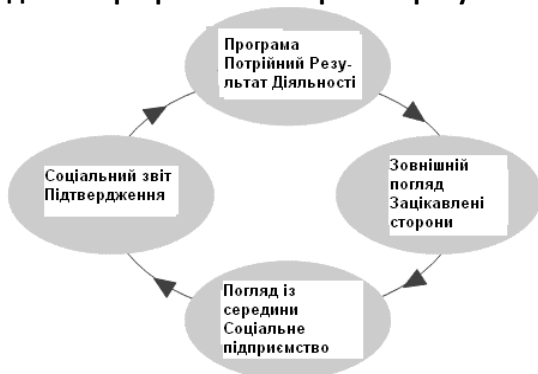 Програма
Потрійний Резу-
льтат Діяльності
Зовнішній
погляд
Зацікавлені
сторони
Погляд із
середини
Соціальне
підприємство
Соціальний звіт
Підтвердження